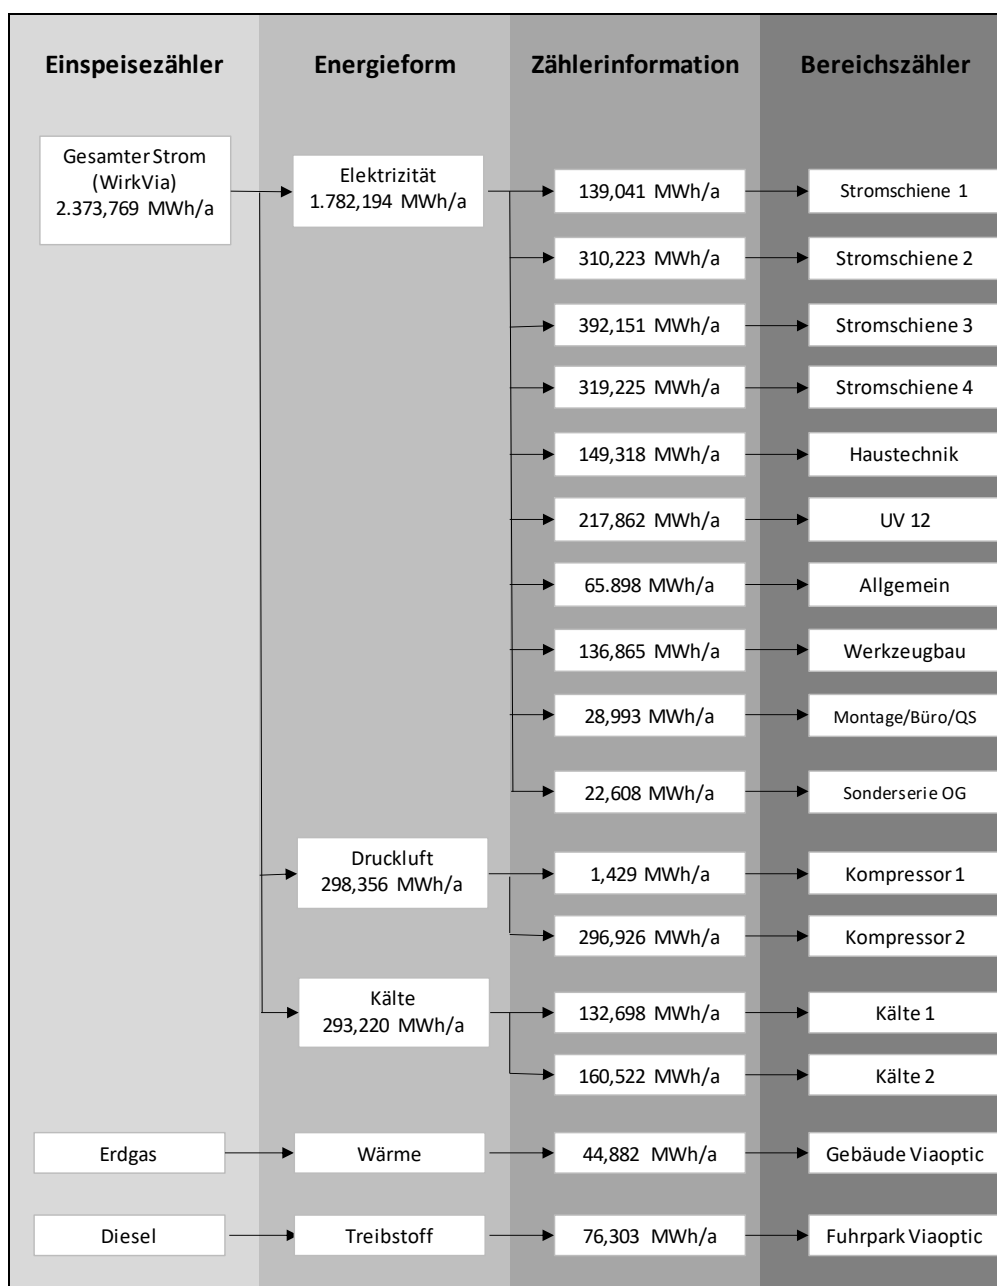 Einspeisezähler Energieform Zählerinformation Bereichszähler
Gesamter Strom
(WirkVia)
2.373,769 MWh/a
Elektrizität
1.782,194 MWh/a
139,041 MWh/a
Stromschiene 1
310,223 MWh/a
Stromschiene 2
392,151 MWh/a
Stromschiene 3
319,225 MWh/a
Stromschiene 4
149,318 MWh/a
Haustechnik
217,862 MWh/a
UV 12
65.898 MWh/a
Allgemein
136,865 MWh/a
Werkzeugbau
28,993 MWh/a
Montage/Büro/QS
22,608 MWh/a
Sonderserie OG
Druckluft
298,356 MWh/a
1,429 MWh/a
Kompressor 1
296,926 MWh/a
Kompressor 2
Kälte
293,220 MWh/a
132,698 MWh/a
Kälte 1
160,522 MWh/a
Kälte 2
Erdgas
Wärme
44,882 MWh/a
Gebäude Viaoptic
Diesel
Treibstoff
76,303 MWh/a
Fuhrpark Viaoptic